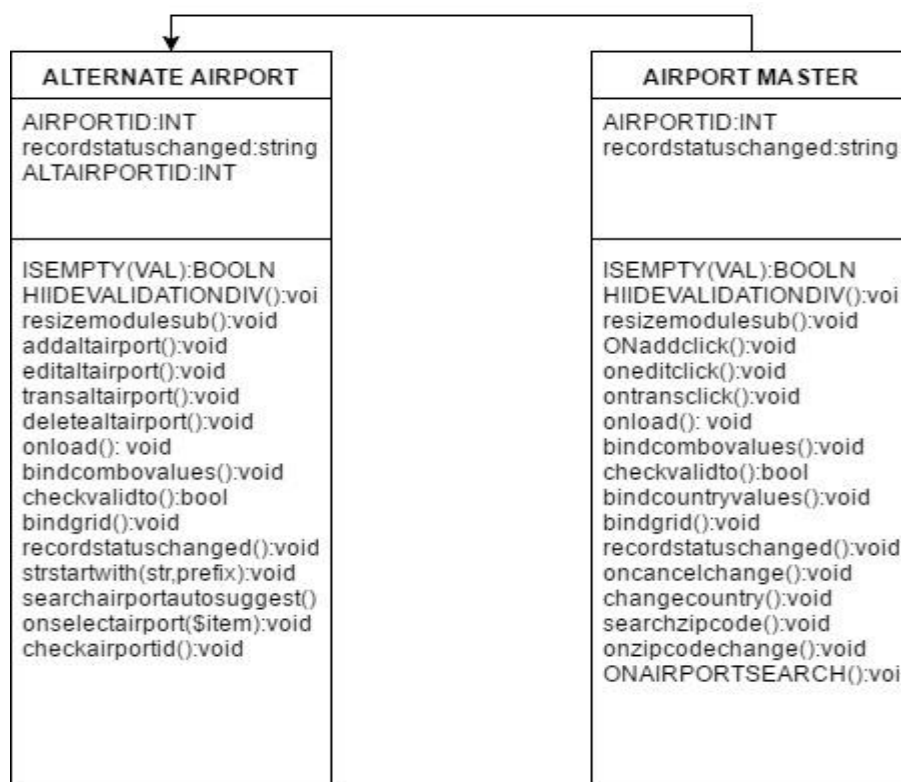 ALTERNATE AIRPORT
AIRPORTID:INT
recordstatuschanged:string
ALTAIRPORTID:INT
ISEMPTY(VAL):BOOLN
HIIDEVALIDATIONDIV():voi
resizemodulesub():void
addaltairport():void
editaltairport():void
transaltairport():void
deletealtairport():void
onload(): void
bindcombovalues():void
checkvalidto():bool
bindgrid():void
recordstatuschanged():void
strstartwith(str,prefix):void
searchairportautosuggest()
onselectairport($item):void
checkairportid():void
AIRPORT MASTER
AIRPORTID:INT
recordstatuschanged:string
ISEMPTY(VAL):BOOLN
HIIDEVALIDATIONDIV():voi
resizemodulesub():void
ONaddclick():void
oneditclick():void
ontransclick():void
onload(): void
bindcombovalues():void
checkvalidto():bool
bindcountryvalues():void
bindgrid():void
recordstatuschanged():void
oncancelchange():void
changecountry():void
searchzipcode():void
onzipcodechange():void
ONAIRPORTSEARCH():voi